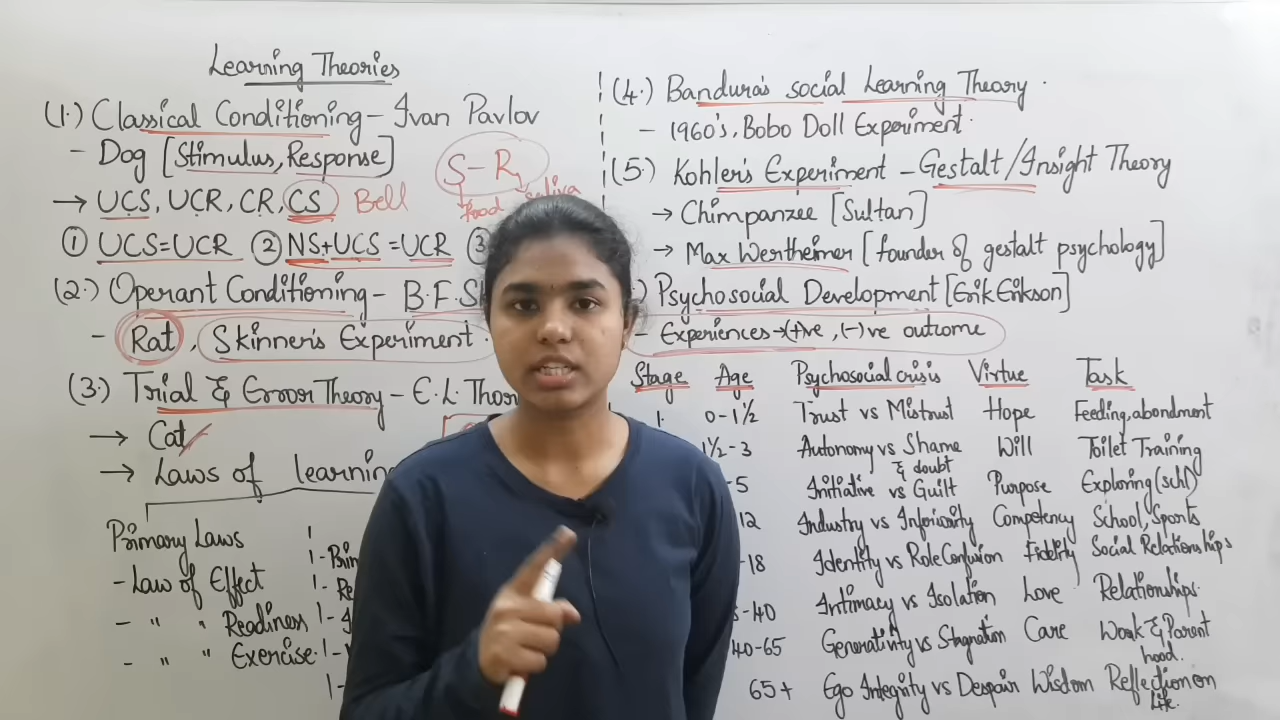 Learning Theories
(1.) Classical Conditioning - Ivan Pavlov
- Dog [Stimulus, Response]
S - R
food
saliva
→ UCS, UCR, CR, CS Bell
① UCS=UCR ② NS+UCS =UCR ③
(2.) Operant Conditioning - B.F.S
- Rat, Skinner's Experiment.
(3.) Trial & Error Theory - E.L. Thor
→ Cat
→ Laws of learning
Primary Laws
- Law of Effect
- " " Readiness
- " " Exercise.
(4.) Bandura's social Learning Theory.
- 1960's, Bobo Doll Experiment.
(5.) Kohler's Experiment - Gestalt/Insight Theory
→ Chimpanzee [Sultan]
→ Max Wertheimer [founder of gestalt psychology]
.) Psychosocial Development [Erik Erikson]
- Experiences→(+)ve, (-)ve outcome
Stage Age Psychosocial crisis Virtue Task
1. 0-1½ Trust vs Mistrust Hope Feeding, abondment
1½-3 Autonomy vs Shame & doubt Will Toilet Training
-5 Initiative vs Guilt Purpose Exploring (schl)
12 Industry vs Inferiority Competency School, Sports
-18 Identity vs Role Confusion Fidelity Social Relationships
-40 Intimacy vs Isolation Love Relationships.
40-65 Generativity vs Stagnation Care Work & Parent hood.
65+ Ego Integrity vs Despair Wisdom Reflection on Life.